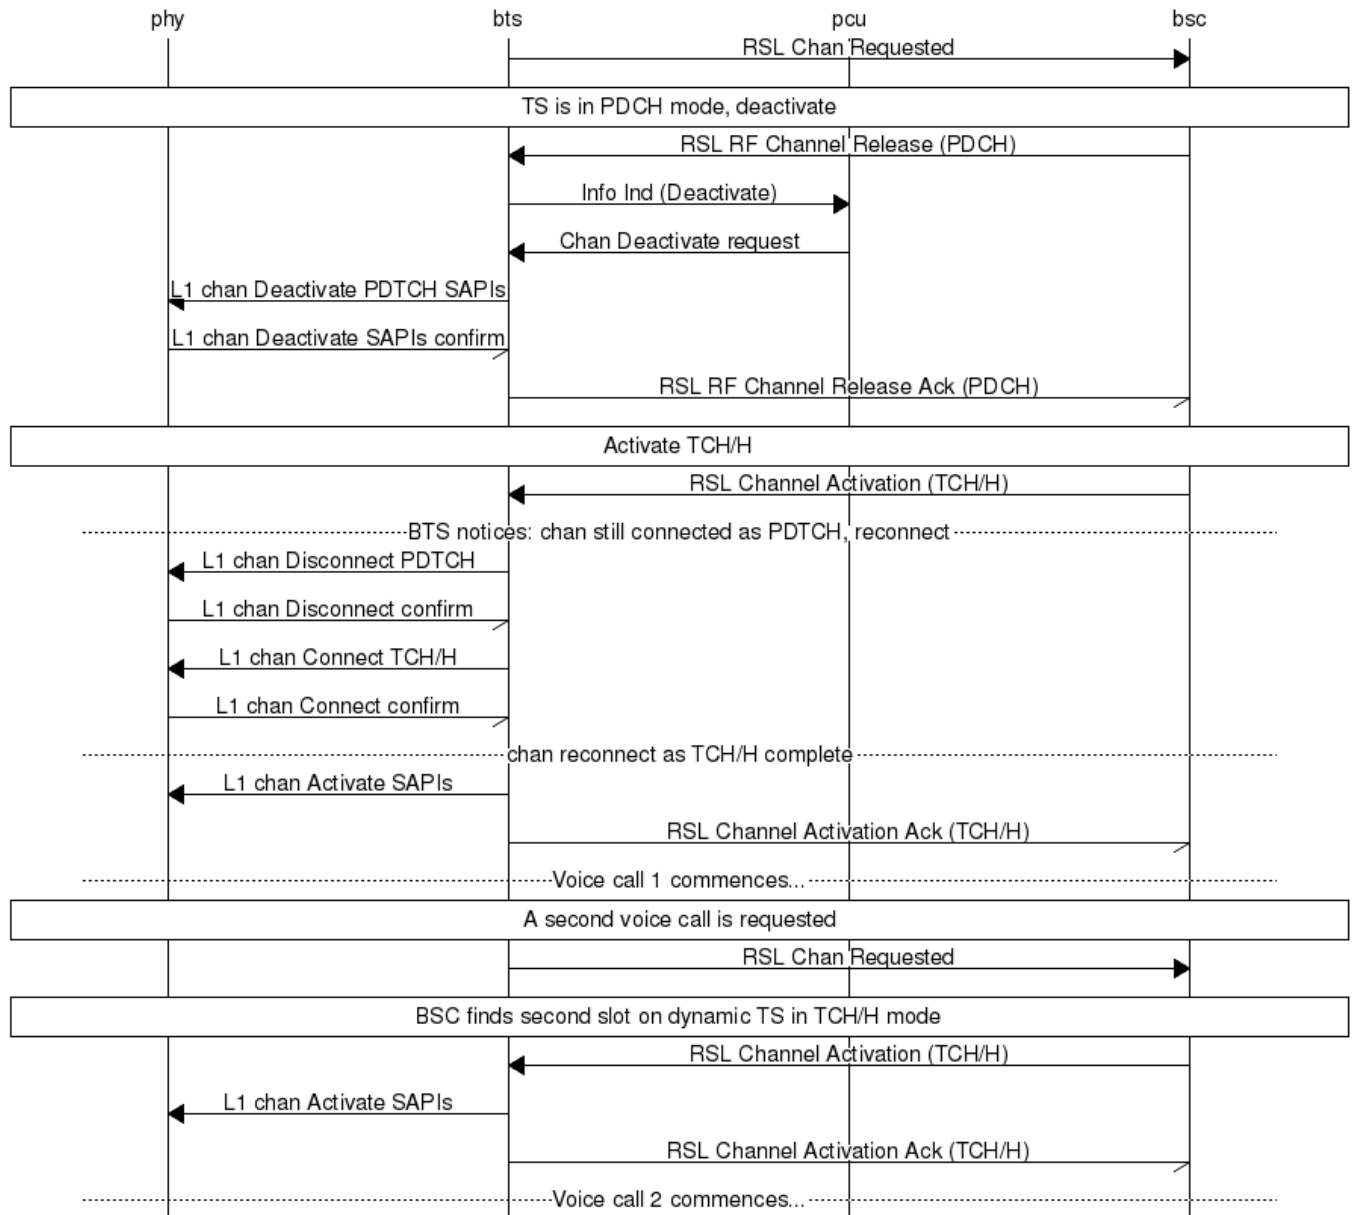 phy bts pcu bsc
RSL Chan Requested
TS is in PDCH mode, deactivate
RSL RF Channel Release (PDCH)
Info Ind (Deactivate)
Chan Deactivate request
L1 chan Deactivate PDTCH SAPIs
L1 chan Deactivate SAPIs confirm
RSL RF Channel Release Ack (PDCH)
Activate TCH/H
RSL Channel Activation (TCH/H)
BTS notices: chan still connected as PDTCH, reconnect
L1 chan Disconnect PDTCH
L1 chan Disconnect confirm
L1 chan Connect TCH/H
L1 chan Connect confirm
chan reconnect as TCH/H complete
L1 chan Activate SAPIs
RSL Channel Activation Ack (TCH/H)
Voice call 1 commences...
A second voice call is requested
RSL Chan Requested
BSC finds second slot on dynamic TS in TCH/H mode
RSL Channel Activation (TCH/H)
L1 chan Activate SAPIs
RSL Channel Activation Ack (TCH/H)
Voice call 2 commences...